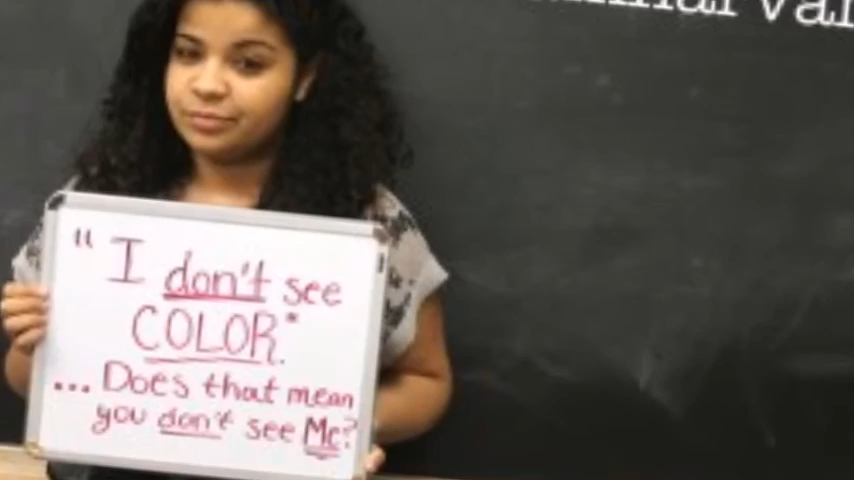 "I don't see
COLOR"
... Does that mean
you don't see Me?